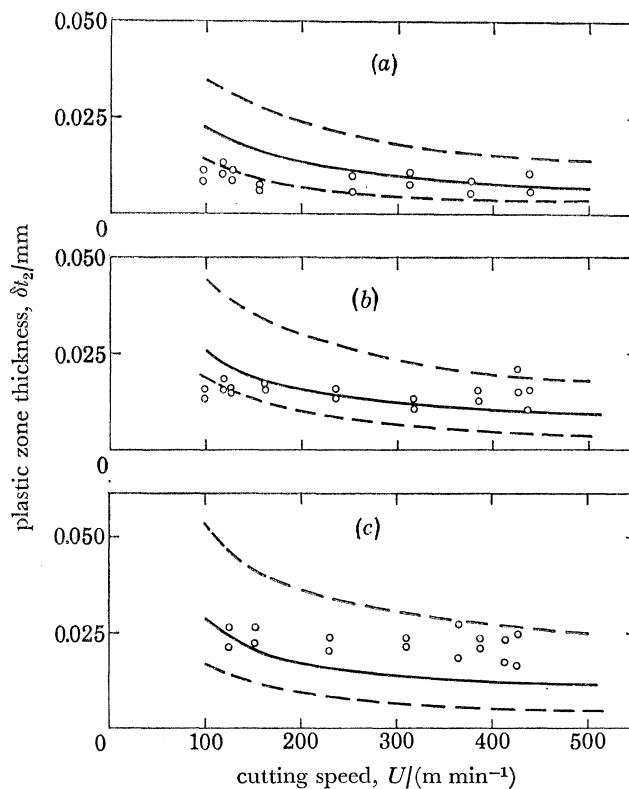 0.050
(a)
0.025
0
0.050
(b)
0.025
0
(c)
0.050
0.025
0
100 200 300 400 500
cutting speed, U/(m min⁻¹)
plastic zone thickness, δt₂/mm